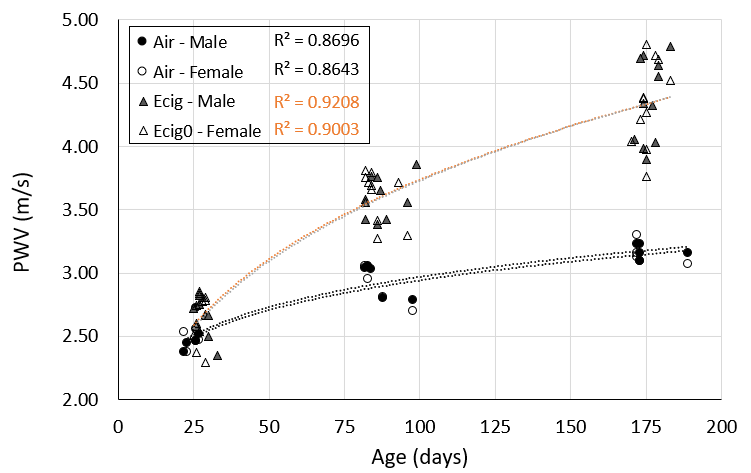 5.00
4.50
4.00
3.50
3.00
2.50
2.00
PWV (m/s)
Air - Male R² = 0.8696
Air - Female R² = 0.8643
Ecig - Male R² = 0.9208
Ecig0 - Female R² = 0.9003
0 25 50 75 100 125 150 175 200
Age (days)